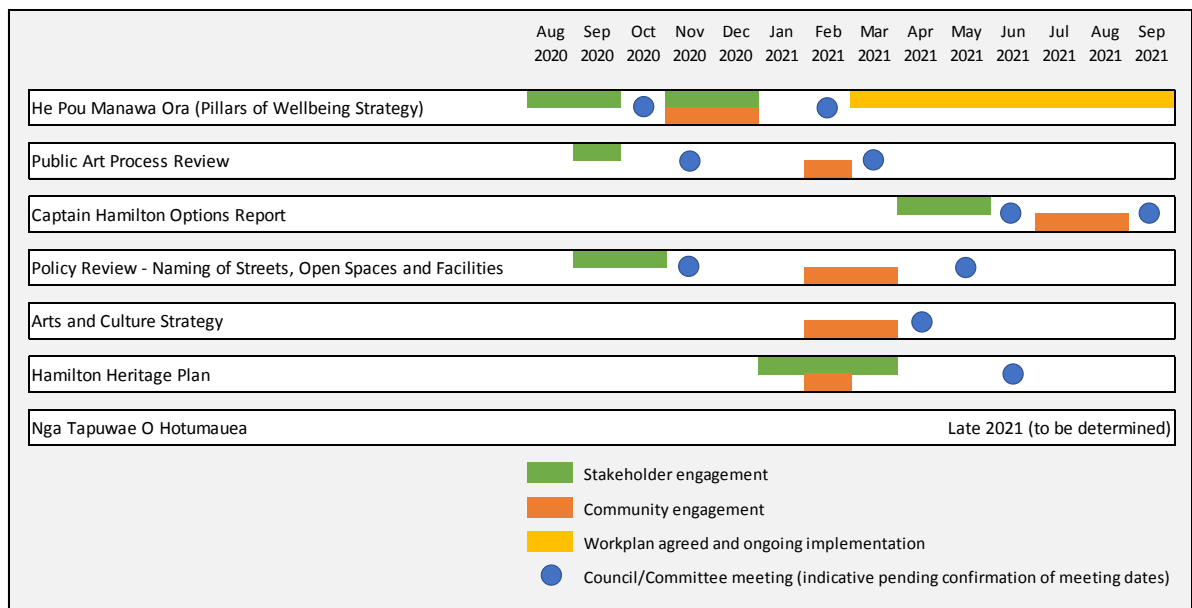 Aug Sep Oct Nov Dec Jan Feb Mar Apr May Jun Jul Aug Sep
2020 2020 2020 2020 2020 2021 2021 2021 2021 2021 2021 2021 2021 2021
He Pou Manawa Ora (Pillars of Wellbeing Strategy)
Public Art Process Review
Captain Hamilton Options Report
Policy Review - Naming of Streets, Open Spaces and Facilities
Arts and Culture Strategy
Hamilton Heritage Plan
Nga Tapuwae O Hotumauea Late 2021 (to be determined)
Stakeholder engagement
Community engagement
Workplan agreed and ongoing implementation
Council/Committee meeting (indicative pending confirmation of meeting dates)